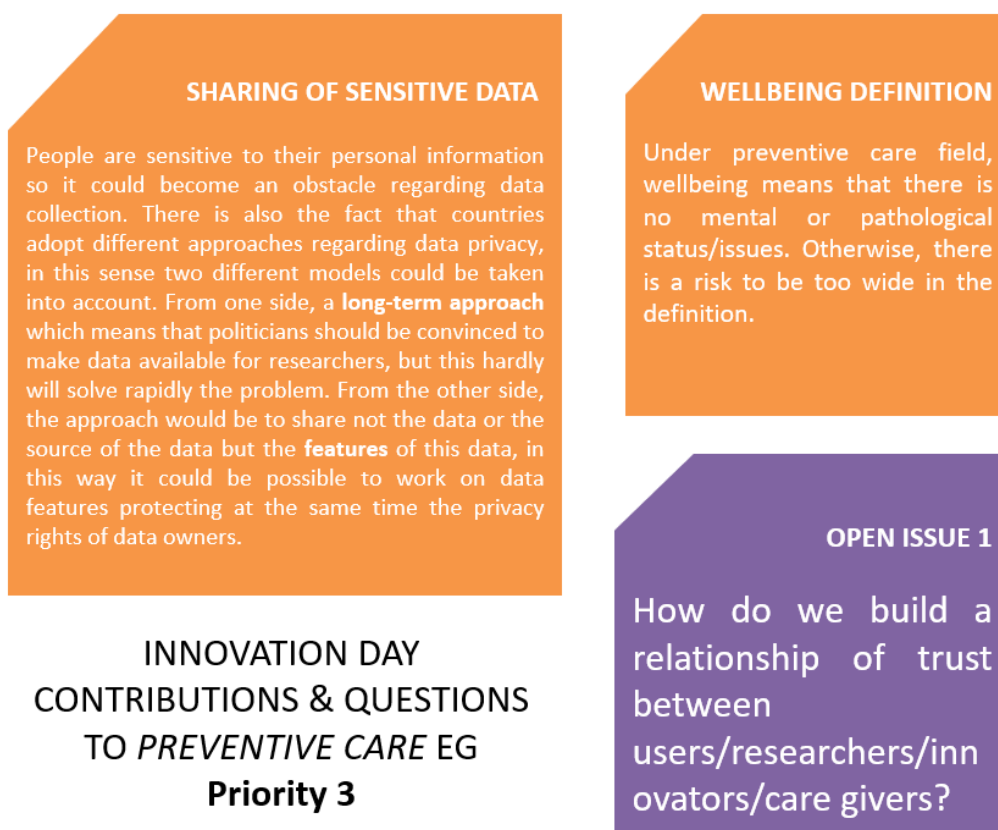 SHARING OF SENSITIVE DATA
People are sensitive to their personal information
so it could become an obstacle regarding data
collection. There is also the fact that countries
adopt different approaches regarding data privacy,
in this sense two different models could be taken
into account. From one side, a long-term approach
which means that politicians should be convinced to
make data available for researchers, but this hardly
will solve rapidly the problem. From the other side,
the approach would be to share not the data or the
source of the data but the features of this data, in
this way it could be possible to work on data
features protecting at the same time the privacy
rights of data owners.
WELLBEING DEFINITION
Under preventive care field,
wellbeing means that there is
no mental or pathological
status/issues. Otherwise, there
is a risk to be too wide in the
definition.
INNOVATION DAY
CONTRIBUTIONS & QUESTIONS
TO PREVENTIVE CARE EG
Priority 3
OPEN ISSUE 1
How do we build a
relationship of trust
between
users/researchers/inn
ovators/care givers?